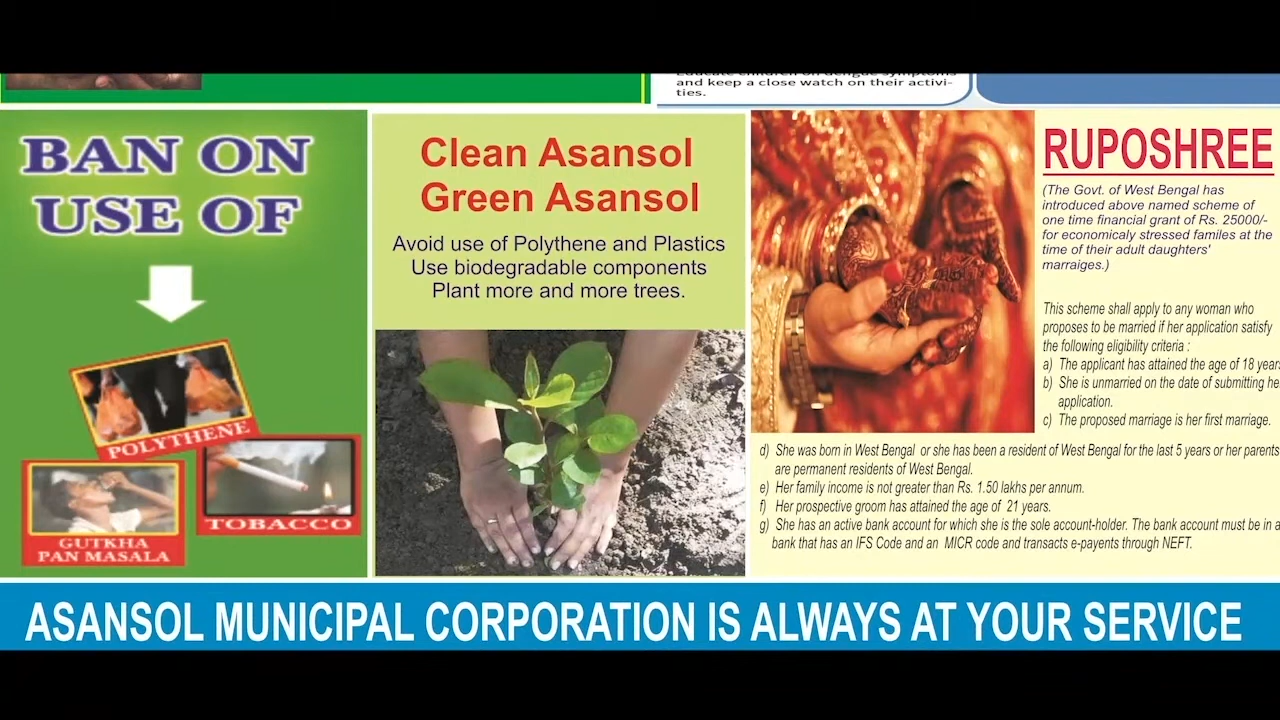 and keep a close watch on their activi-
ties.
BAN ON
USE OF
POLYTHENE
TOBACCO
GUTKHA
PAN MASALA
Clean Asansol
Green Asansol
Avoid use of Polythene and Plastics
Use biodegradable components
Plant more and more trees.
RUPOSHREE
(The Govt. of West Bengal has
introduced above named scheme of
one time financial grant of Rs. 25000/-
for economicaly stressed familes at the
time of their adult daughters'
marraiges.)
This scheme shall apply to any woman who
proposes to be married if her application satisfy
the following eligibility criteria :
a) The applicant has attained the age of 18
b) She is unmarried on the date of submitting
application.
c) The proposed marriage is her first marriage.
d) She was born in West Bengal or she has been a resident of West Bengal for the last 5 years or her parents
are permanent residents of West Bengal.
e) Her family income is not greater than Rs. 1.50 lakhs per annum.
f) Her prospective groom has attained the age of 21 years.
g) She has an active bank account for which she is the sole account-holder. The bank account must be in a
bank that has an IFS Code and an MICR code and transacts e-payents through NEFT.
ASANSOL MUNICIPAL CORPORATION IS ALWAYS AT YOUR SERVICE